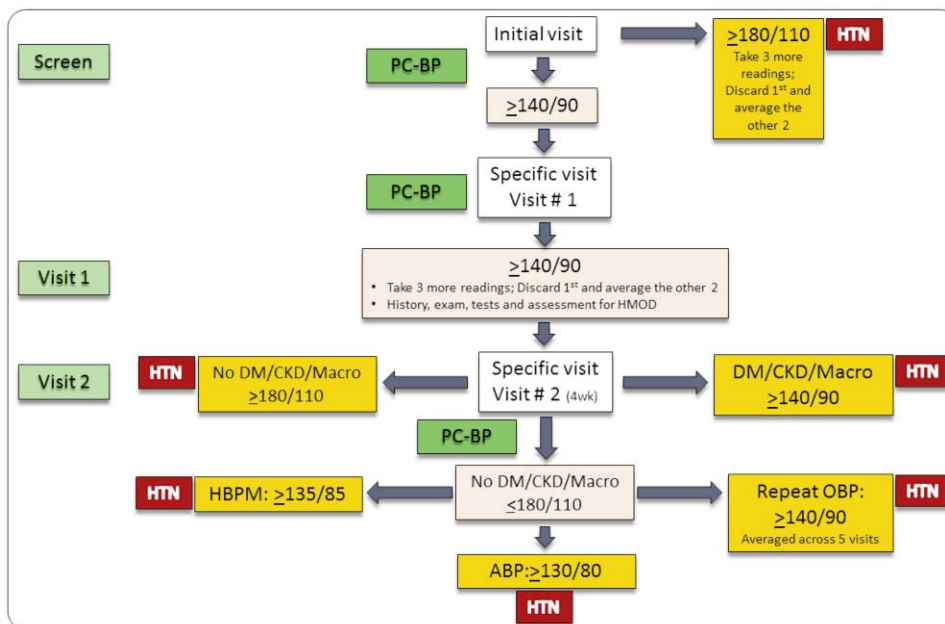 Screen
PC-BP
Initial visit
≥180/110
Take 3 more
readings;
Discard 1st and
average the
other 2
HTN
≥140/90
PC-BP
Specific visit
Visit # 1
Visit 1
≥140/90
• Take 3 more readings; Discard 1st and average the other 2
• History, exam, tests and assessment for HMOD
Visit 2
HTN
No DM/CKD/Macro
≥180/110
Specific visit
Visit # 2 (4wk)
DM/CKD/Macro
≥140/90
HTN
PC-BP
HTN
HBPM: ≥135/85
No DM/CKD/Macro
≤180/110
Repeat OBP:
≥140/90
Averaged across 5 visits
HTN
ABP:≥130/80
HTN